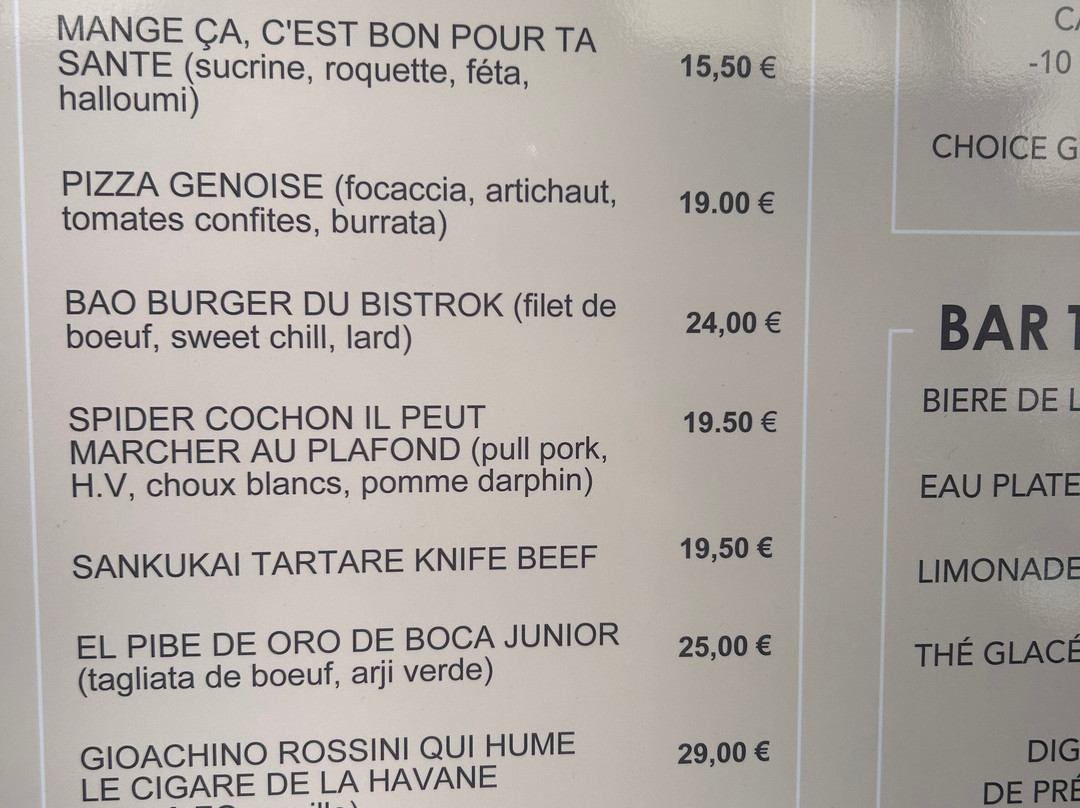 MANGE ÇA, C'EST BON POUR TA
SANTE (sucrine, roquette, féta,
halloumi)
15,50 €
PIZZA GENOISE (focaccia, artichaut,
tomates confites, burrata)
19.00 €
BAO BURGER DU BISTROK (filet de
boeuf, sweet chill, lard)
24,00 €
SPIDER COCHON IL PEUT
MARCHER AU PLAFOND (pull pork,
H.V, choux blancs, pomme darphin)
19.50 €
SANKUKAI TARTARE KNIFE BEEF
19,50 €
EL PIBE DE ORO DE BOCA JUNIOR
(tagliata de boeuf, arji verde)
25,00 €
GIOACHINO ROSSINI QUI HUME
LE CIGARE DE LA HAVANE
29,00 €
-10
CHOICE
BAR
BIERE DE
EAU PLATE
LIMONADE
THÉ GLACÉ
DE